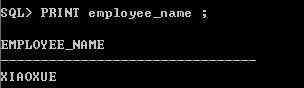 SQL> PRINT employee_name ;
EMPLOYEE_NAME
--------------------------------
XIAOXUE